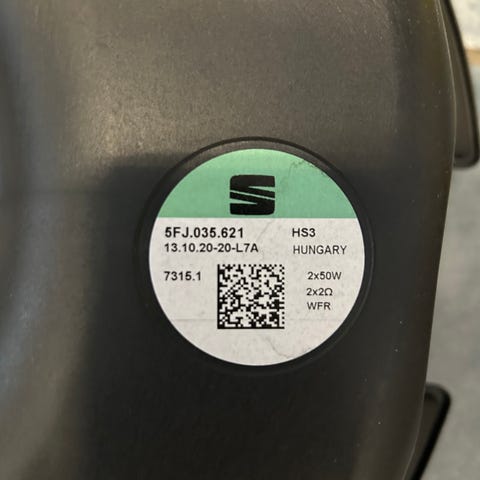 5FJ.035.621 HS3
13.10.20-20-L7A HUNGARY
7315.1 2x50W
2x2Ω
WFR